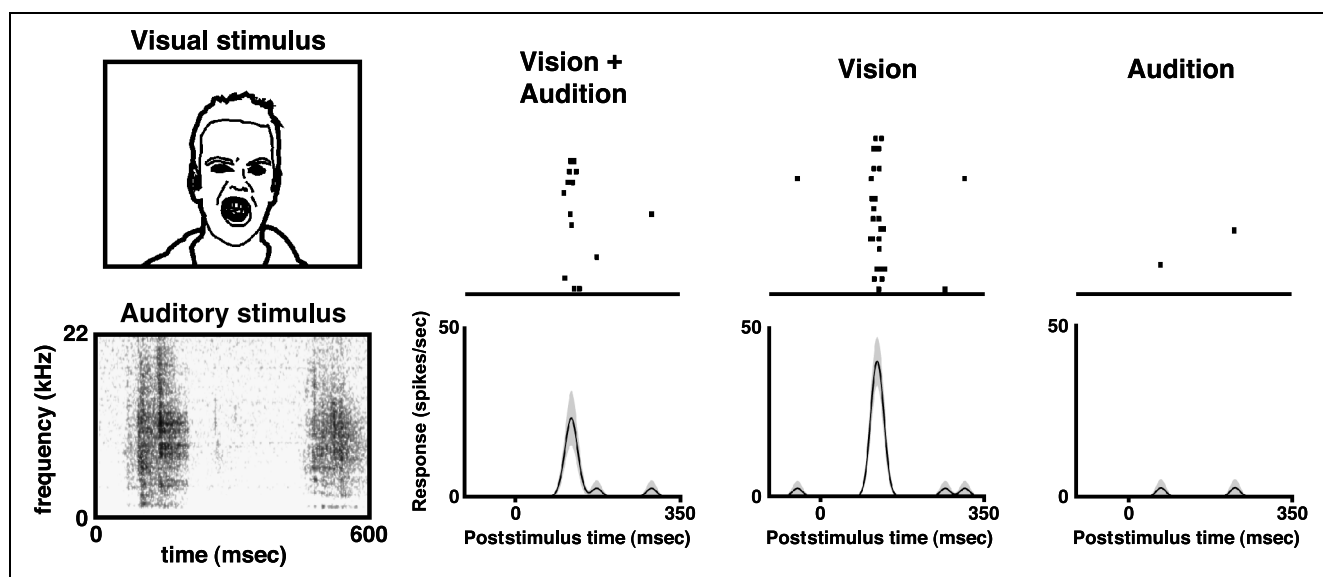 Visual stimulus
Auditory stimulus
22
frequency (kHz)
0
0
600
time (msec)
Vision +
Audition
Vision
Audition
Response (spikes/sec)
50
0
0
350
Poststimulus time (msec)
50
0
0
350
Poststimulus time (msec)
50
0
0
350
Poststimulus time (msec)